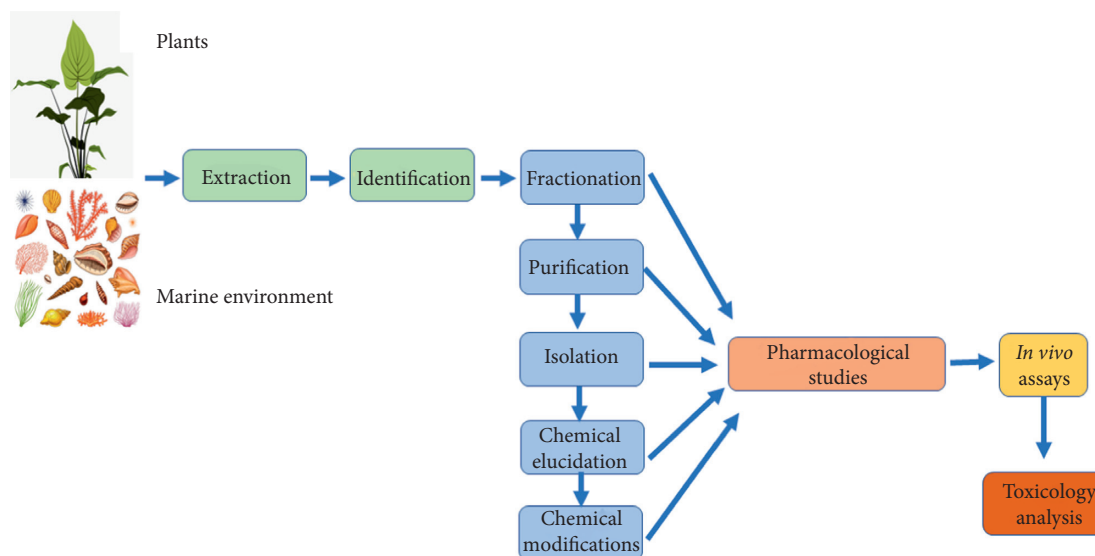 Plants
Extraction
Identification
Fractionation
Purification
Marine environment
Isolation
Pharmacological
studies
In vivo
assays
Chemical
elucidation
Toxicology
analysis
Chemical
modifications